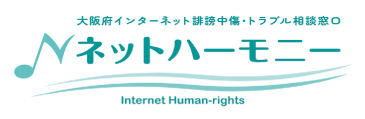 大阪府インターネット誹謗中傷・トラブル相談窓口
ネットハーモニー
Internet Human-rights